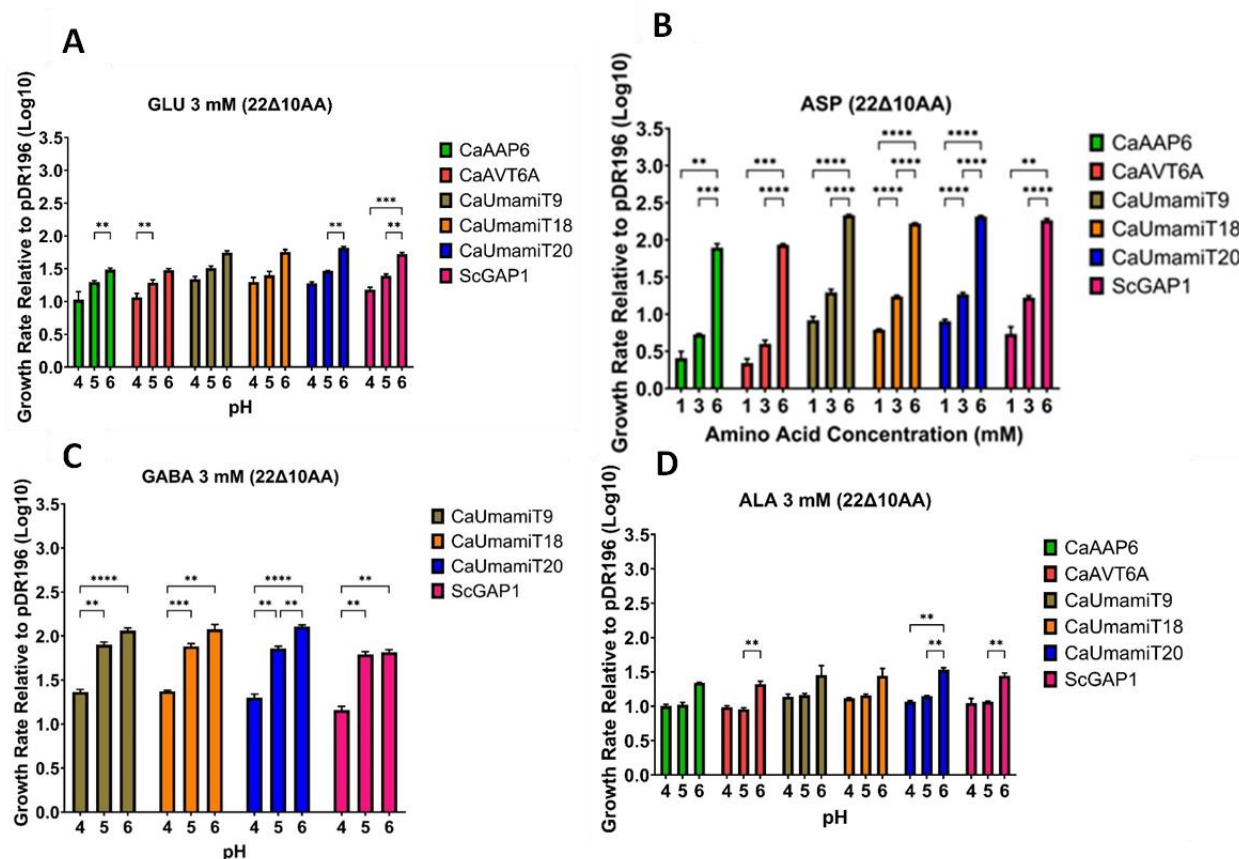 A
GLU 3 mM (22Δ10AA)
Growth Rate Relative to pDR196 (Log10)
3.5
3.0
2.5
2.0
1.5
1.0
0.5
0.0
** ** ** *** **
4 5 6 4 5 6 4 5 6 4 5 6 4 5 6 4 5 6
pH
CaAAP6
CaAVT6A
CaUmamiT9
CaUmamiT18
CaUmamiT20
ScGAP1
B
ASP (22Δ10AA)
Growth Rate Relative to pDR196 (Log10)
3.5
3.0
2.5
2.0
1.5
1.0
0.5
0.0
**** ****
** *** **** **** **** **
*** **** **** **** **** ****
1 3 6 1 3 6 1 3 6 1 3 6 1 3 6 1 3 6
Amino Acid Concentration (mM)
CaAAP6
CaAVT6A
CaUmamiT9
CaUmamiT18
CaUmamiT20
ScGAP1
C
GABA 3 mM (22Δ10AA)
Growth Rate Relative to pDR196 (Log10)
3.5
3.0
2.5
2.0
1.5
1.0
0.5
0.0
**** ** **** **
** *** ** ** **
4 5 6 4 5 6 4 5 6 4 5 6
pH
CaUmamiT9
CaUmamiT18
CaUmamiT20
ScGAP1
D
ALA 3 mM (22Δ10AA)
Growth Rate Relative to pDR196 (Log10)
3.5
3.0
2.5
2.0
1.5
1.0
0.5
0.0
**
** ** **
4 5 6 4 5 6 4 5 6 4 5 6 4 5 6 4 5 6
pH
CaAAP6
CaAVT6A
CaUmamiT9
CaUmamiT18
CaUmamiT20
ScGAP1